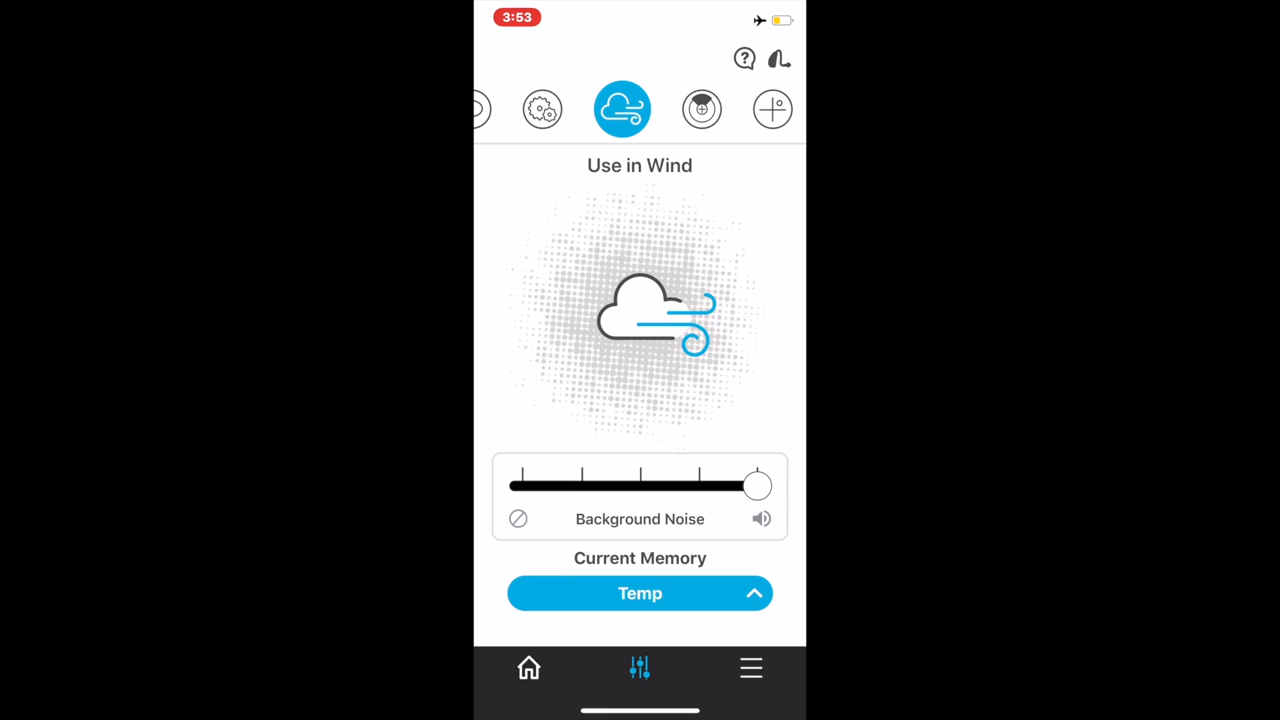 3:53
Use in Wind
Background Noise
Current Memory
Temp